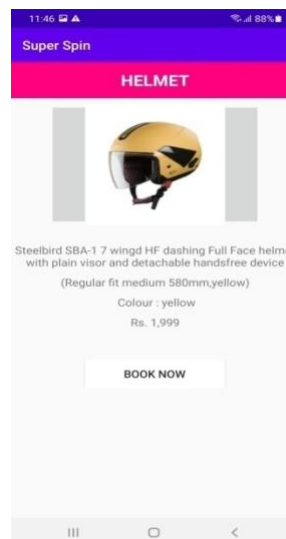 11:46
88%
Super Spin
HELMET
Steelbird SBA-1 7 wingd HF dashing Full Face helm
with plain visor and detachable handsfree device
(Regular fit medium 580mm,yellow)
Colour : yellow
Rs. 1,999
BOOK NOW